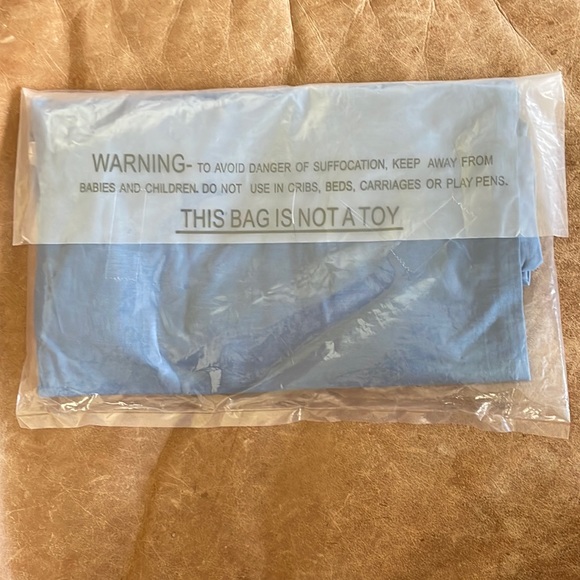 WARNING- TO AVOID DANGER OF SUFFOCATION, KEEP AWAY FROM
BABIES AND CHILDREN. DO NOT USE IN CRIBS, BEDS, CARRIAGES OR PLAY PENS.
THIS BAG IS NOT A TOY